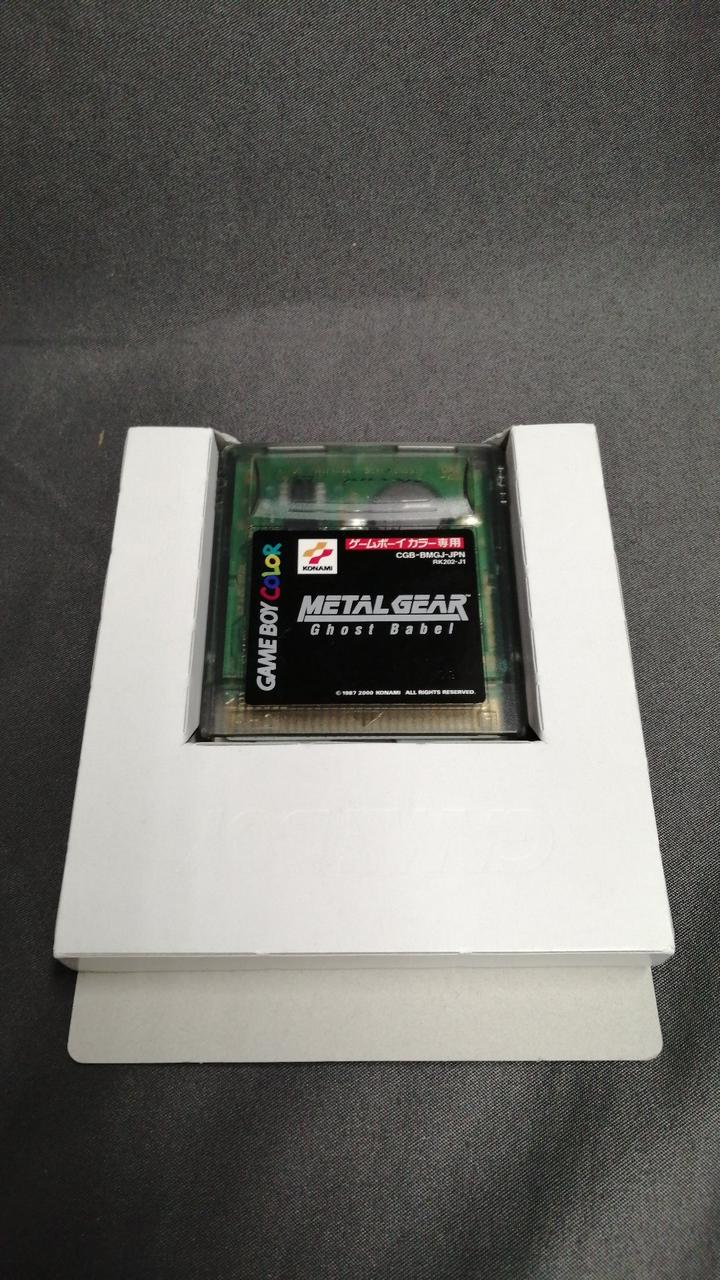 GAME BOY COLOR
KONAMI
ゲームボーイ カラー専用
CGB-BMGJ-JPN
RK202-J1
METAL GEAR™
Ghost Babel
© 1987 2000 KONAMI ALL RIGHTS RESERVED.